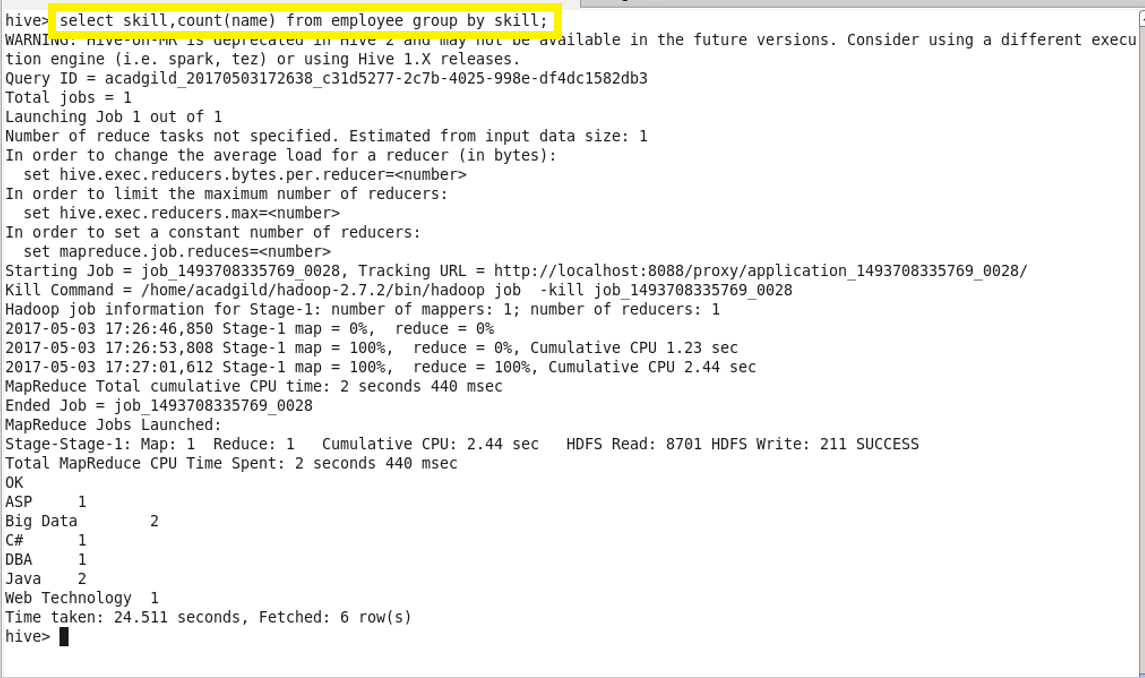 hive> select skill,count(name) from employee group by skill;
WARNING: Hive-on-MR is deprecated in Hive 2 and may not be available in the future versions. Consider using a different execu
tion engine (i.e. spark, tez) or using Hive 1.X releases.
Query ID = acadgild_20170503172638_c31d5277-2c7b-4025-998e-df4dc1582db3
Total jobs = 1
Launching Job 1 out of 1
Number of reduce tasks not specified. Estimated from input data size: 1
In order to change the average load for a reducer (in bytes):
  set hive.exec.reducers.bytes.per.reducer=<number>
In order to limit the maximum number of reducers:
  set hive.exec.reducers.max=<number>
In order to set a constant number of reducers:
  set mapreduce.job.reduces=<number>
Starting Job = job_1493708335769_0028, Tracking URL = http://localhost:8088/proxy/application_1493708335769_0028/
Kill Command = /home/acadgild/hadoop-2.7.2/bin/hadoop job  -kill job_1493708335769_0028
Hadoop job information for Stage-1: number of mappers: 1; number of reducers: 1
2017-05-03 17:26:46,850 Stage-1 map = 0%,  reduce = 0%
2017-05-03 17:26:53,808 Stage-1 map = 100%,  reduce = 0%, Cumulative CPU 1.23 sec
2017-05-03 17:27:01,612 Stage-1 map = 100%,  reduce = 100%, Cumulative CPU 2.44 sec
MapReduce Total cumulative CPU time: 2 seconds 440 msec
Ended Job = job_1493708335769_0028
MapReduce Jobs Launched:
Stage-Stage-1: Map: 1  Reduce: 1   Cumulative CPU: 2.44 sec   HDFS Read: 8701 HDFS Write: 211 SUCCESS
Total MapReduce CPU Time Spent: 2 seconds 440 msec
OK
ASP     1
Big Data        2
C#      1
DBA     1
Java    2
Web Technology  1
Time taken: 24.511 seconds, Fetched: 6 row(s)
hive>